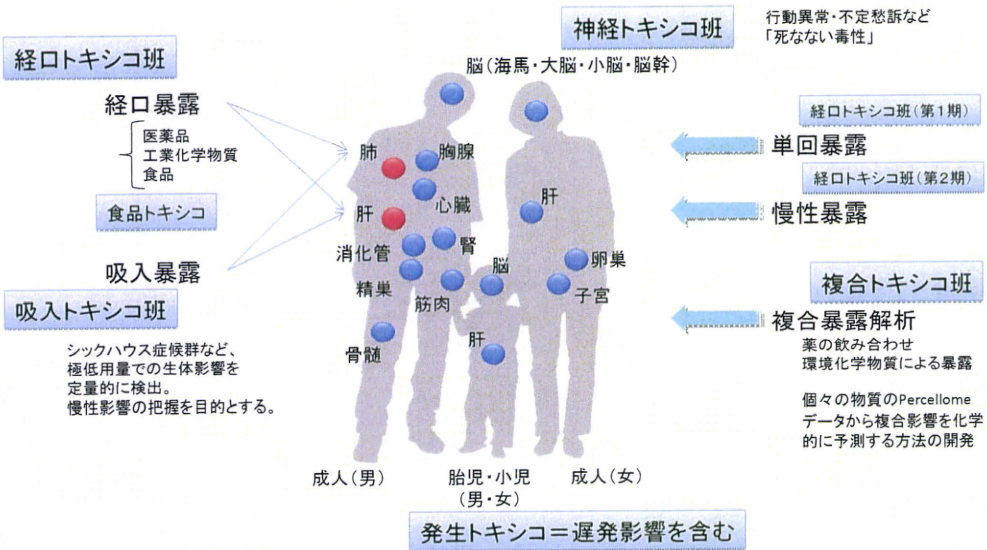 神経トキシコ班
行動異常・不定愁訴など
「死なない毒性」
経口トキシコ班
脳（海馬・大脳・小脳・脳幹）
経口暴露
医薬品
工業化学物質
食品
食品トキシコ
吸入暴露
吸入トキシコ班
シックハウス症候群など、
極低用量での生体影響を
定量的に検出。
慢性影響の把握を目的とする。
肺
胸腺
肝
心臓
消化管
腎
精巣
筋肉
骨髄
脳
肝
肝
卵巣
子宮
経口トキシコ班（第1期）
単回暴露
経口トキシコ班（第2期）
慢性暴露
複合トキシコ班
複合暴露解析
薬の飲み合わせ
環境化学物質による暴露
個々の物質のPercellome
データから複合影響を化学
的に予測する方法の開発
成人（男）
胎児・小児
（男・女）
成人（女）
発生トキシコ＝遅発影響を含む